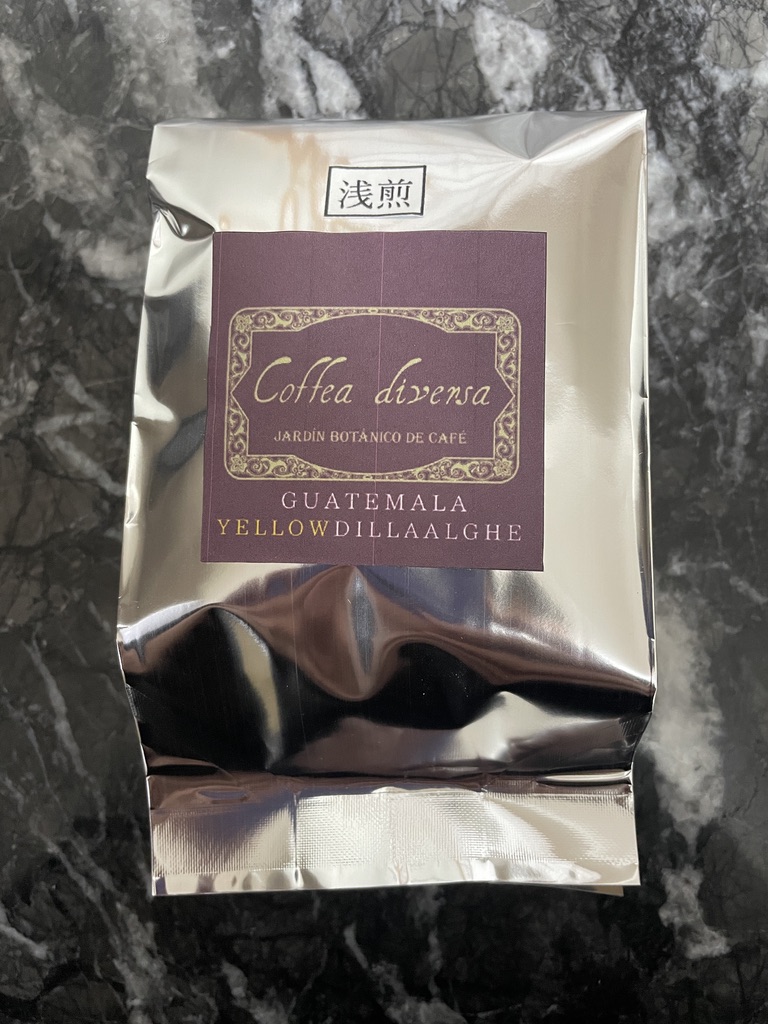 浅煎
Coffea diversa
JARDÍN BOTÁNICO DE CAFÉ
GUATEMALA
YELLOWDILLAALGHE